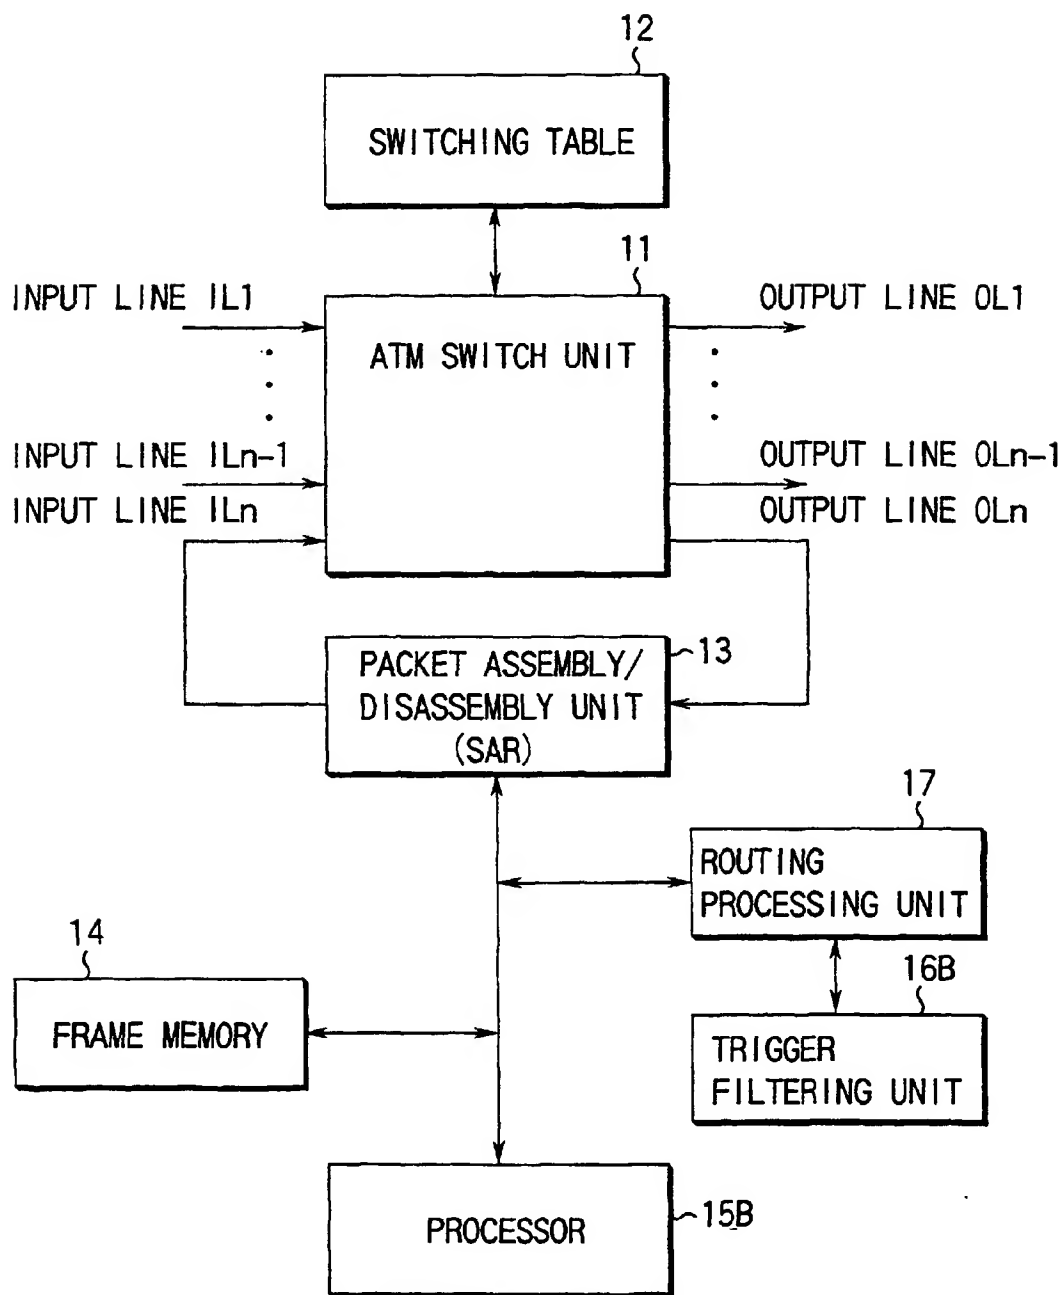 12
SWITCHING TABLE
11
INPUT LINE IL1
OUTPUT LINE OL1
ATM SWITCH UNIT
INPUT LINE ILn-1
OUTPUT LINE OLn-1
INPUT LINE ILn
OUTPUT LINE OLn
PACKET ASSEMBLY/
DISASSEMBLY UNIT
(SAR)
13
17
ROUTING
PROCESSING UNIT
14
FRAME MEMORY
16B
TRIGGER
FILTERING UNIT
PROCESSOR
15B